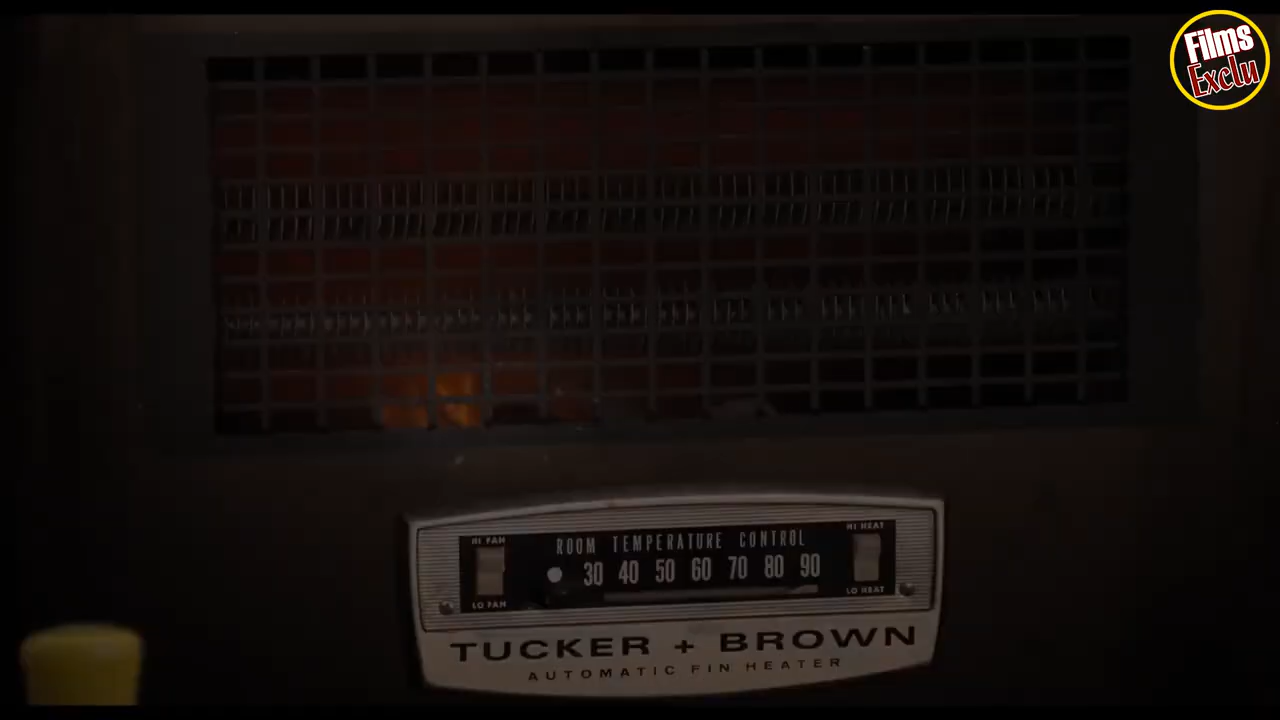 Films
Exclu
HI FAN
HI HEAT
ROOM TEMPERATURE CONTROL
30 40 50 60 70 80 90
LO FAN
LO HEAT
TUCKER + BROWN
AUTOMATIC FIN HEATER